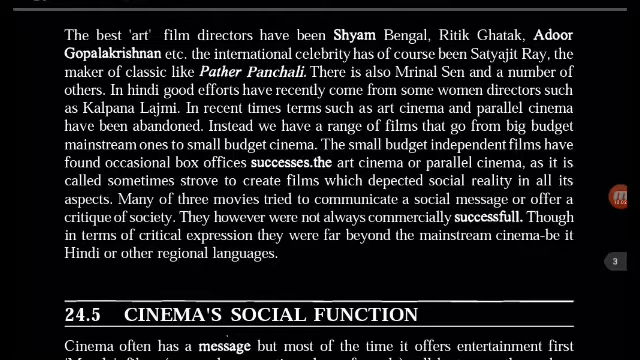 The best 'art' film directors have been Shyam Bengal, Ritik Ghatak, Adoor
Gopalakrishnan etc. the international celebrity has of course been Satyajit Ray, the
maker of classic like Pather Panchali. There is also Mrinal Sen and a number of
others. In hindi good efforts have recently come from some women directors such
as Kalpana Lajmi. In recent times terms such as art cinema and parallel cinema
have been abandoned. Instead we have a range of films that go from big budget
mainstream ones to small budget cinema. The small budget independent films have
found occasional box offices successes.the art cinema or parallel cinema, as it is
called sometimes strove to create films which depected social reality in all its
aspects. Many of three movies tried to communicate a social message or offer a
critique of society. They however were not always commercially successfull. Though
in terms of critical expression they were far beyond the mainstream cinema-be it
Hindi or other regional languages.
3
24.5 CINEMA'S SOCIAL FUNCTION
Cinema often has a message but most of the time it offers entertainment first